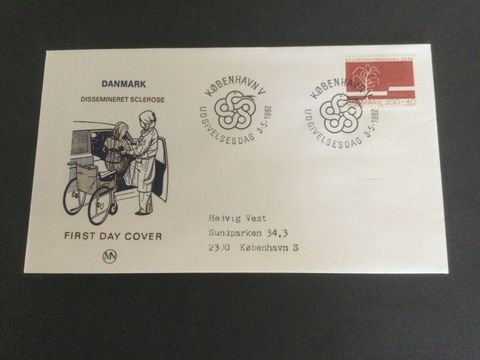 DANMARK
DISSEMINERET SCLEROSE
FIRST DAY COVER
KØBENHAVN V
UDGIVELSESDAG 3-5-1982
KØBENHAVN V
UDGIVELSESDAG 3-5-1982
DANMARK 200+40
Hedvig Vest
Sundparken 34,3
2300 København S